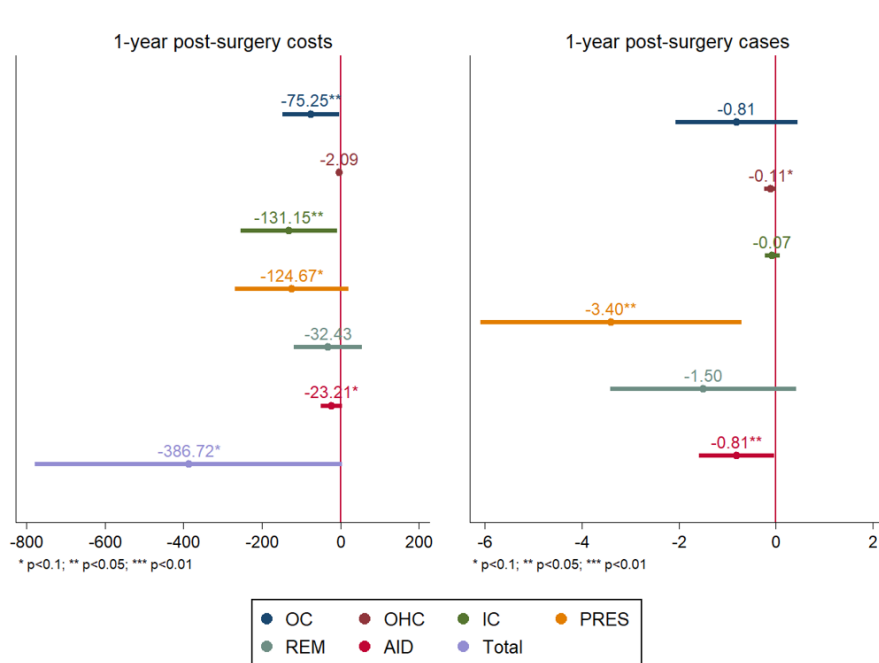 1-year post-surgery costs
-75.25**
-2.09
-131.15**
-124.67*
-32.43
-23.21*
-386.72*
-800 -600 -400 -200 0 200
* p<0.1; ** p<0.05; *** p<0.01
1-year post-surgery cases
-0.81
-0.11*
-0.07
-3.40**
-1.50
-0.81**
-6 -4 -2 0 2
* p<0.1; ** p<0.05; *** p<0.01
OC OHC IC PRES
REM AID Total